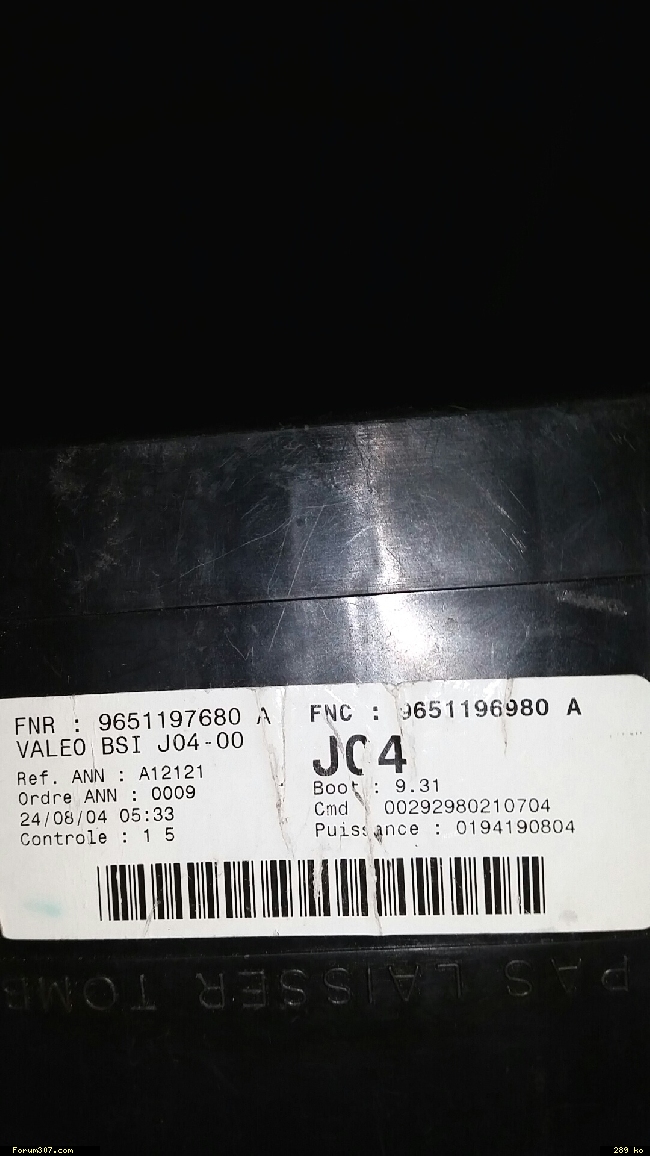 FNR : 9651197680 A
VALEO BSI J04-00
Ref. ANN : A12121
Ordre ANN : 0009
24/08/04 05:33
Controle : 1 5
FNC : 9651196980 A
J04
Boot : 9.31
Cmd : 00292980210704
Puissance : 0194190804
PAS LAISSER TOMB
Forum307.com
289 ko